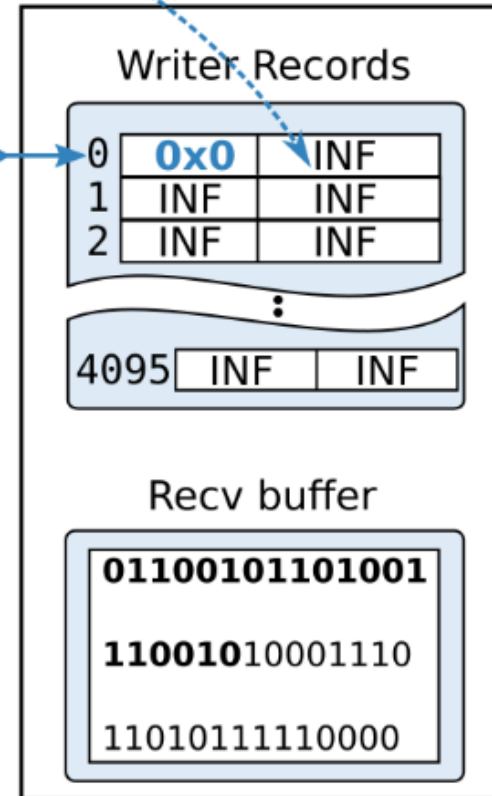 Writer Records
0 0x0 INF
1 INF INF
2 INF INF
4095 INF INF
Recv buffer
01100101101001
11001010001110
11010111110000